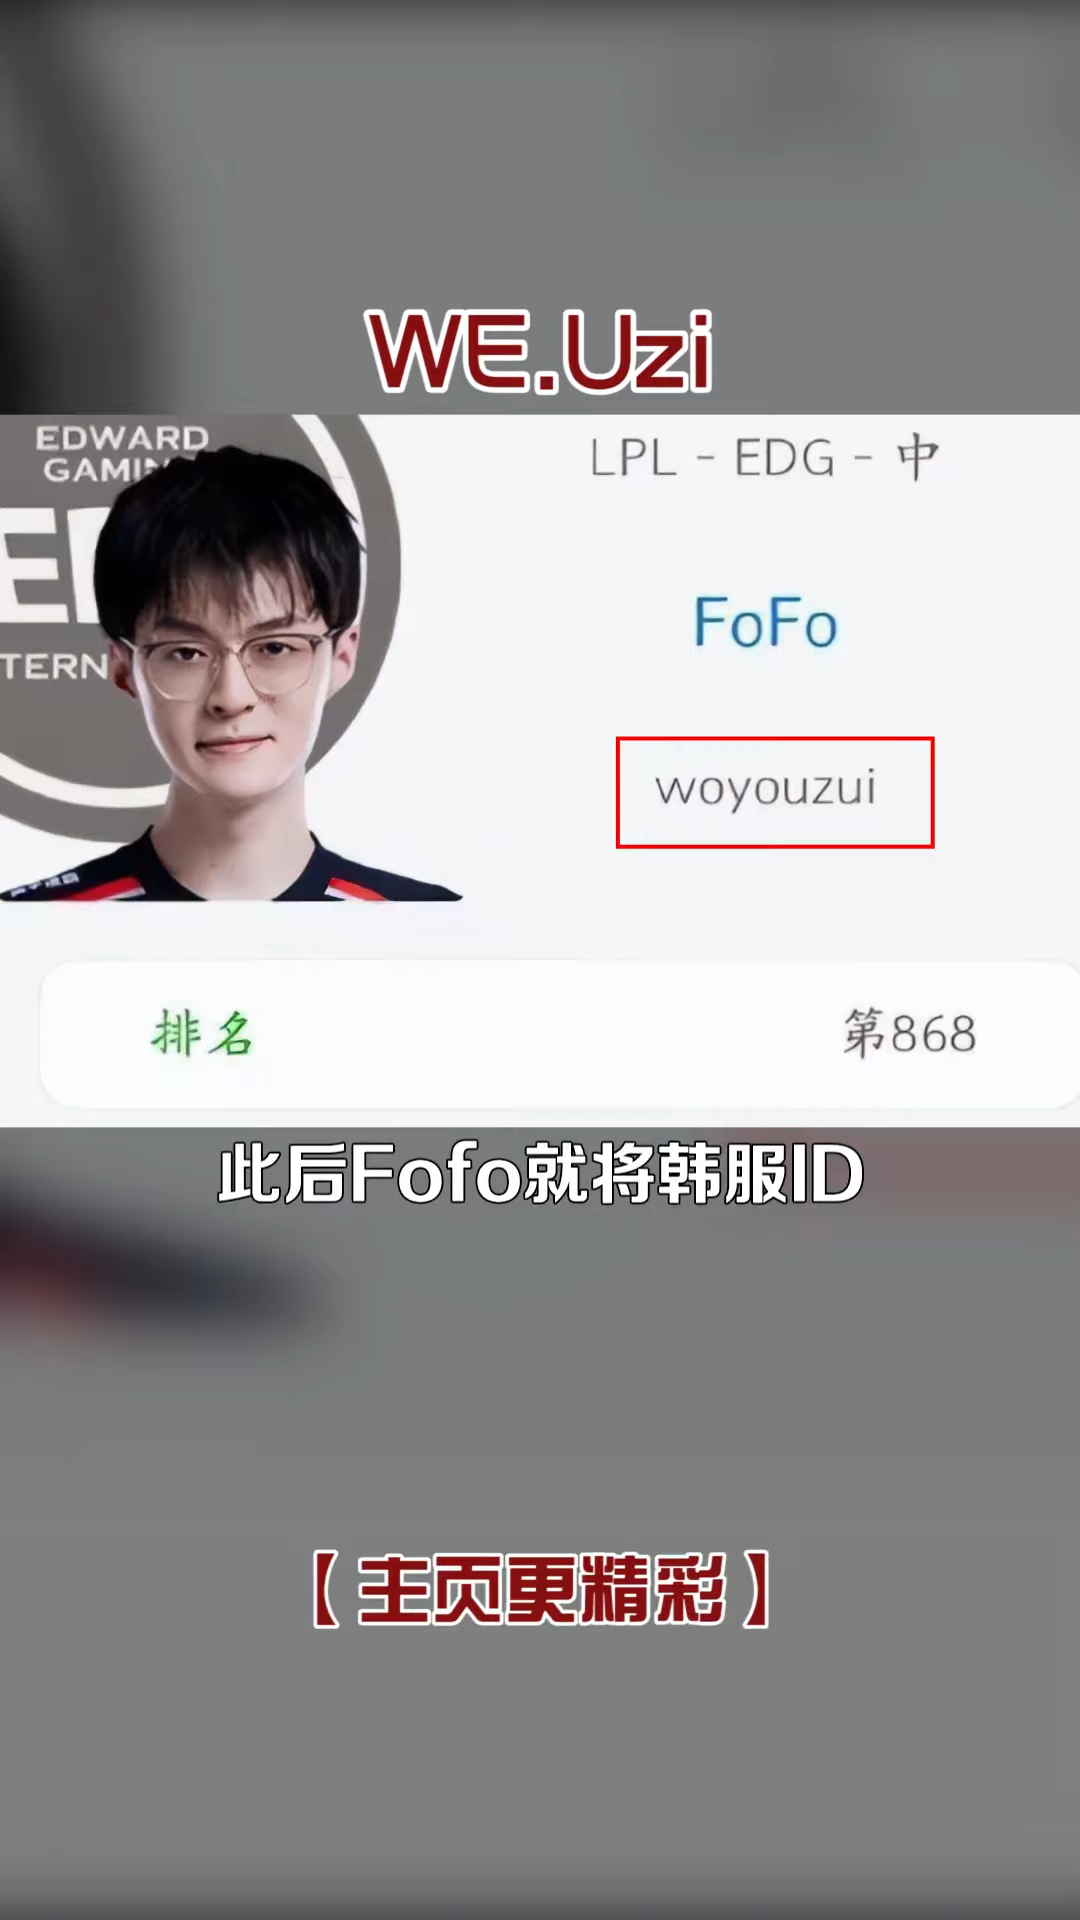 WE.Uzi
EDWARD
GAMIN
LPL - EDG - 中
TERN
FoFo
woyouzui
排名
第868
此后Fofo就将韩服ID
【主页更精彩】